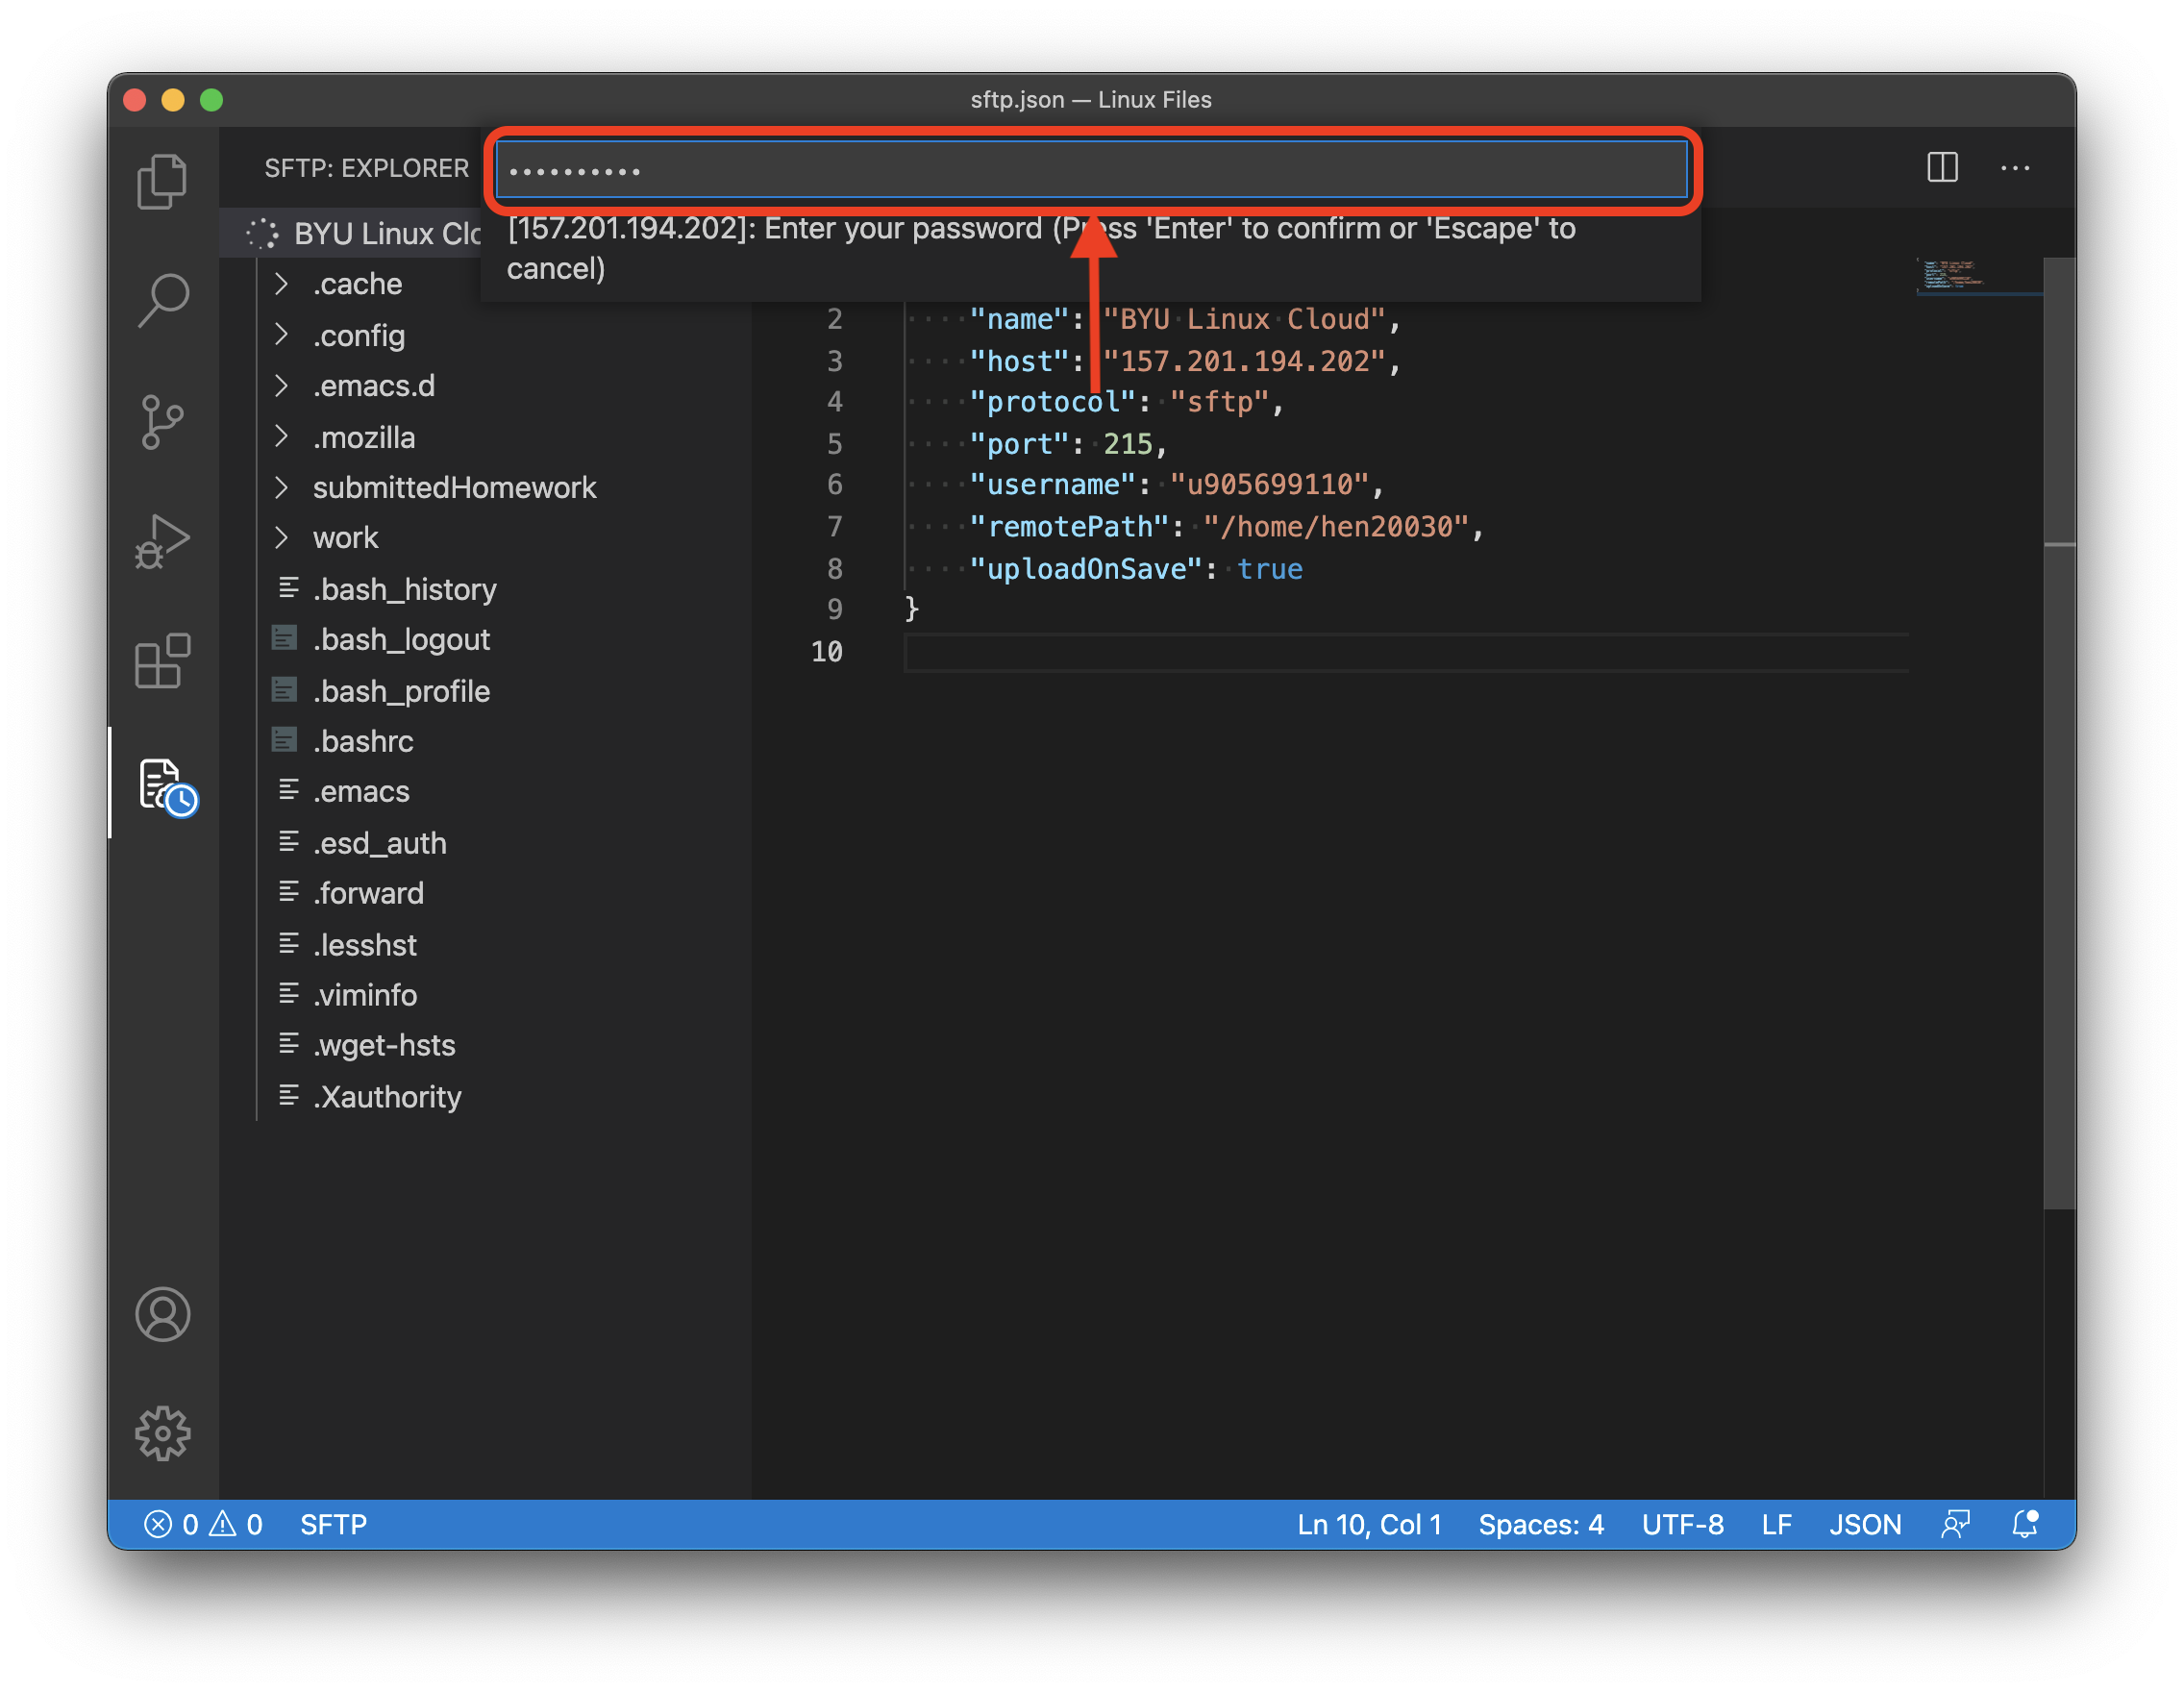 sftp.json — Linux Files
SFTP: EXPLORER
••••••••••
[157.201.194.202]: Enter your password (Press 'Enter' to confirm or 'Escape' to
cancel)
BYU Linux Clo
.cache
.config
.emacs.d
.mozilla
submittedHomework
work
.bash_history
.bash_logout
.bash_profile
.bashrc
.emacs
.esd_auth
.forward
.lesshst
.viminfo
.wget-hsts
.Xauthority
2 ····"name":·"BYU·Linux·Cloud",
3 ····"host":·"157.201.194.202",
4 ····"protocol":·"sftp",
5 ····"port":·215,
6 ····"username":·"u905699110",
7 ····"remotePath":·"/home/hen20030",
8 ····"uploadOnSave":·true
9 }
10
0 0 SFTP
Ln 10, Col 1 Spaces: 4 UTF-8 LF JSON